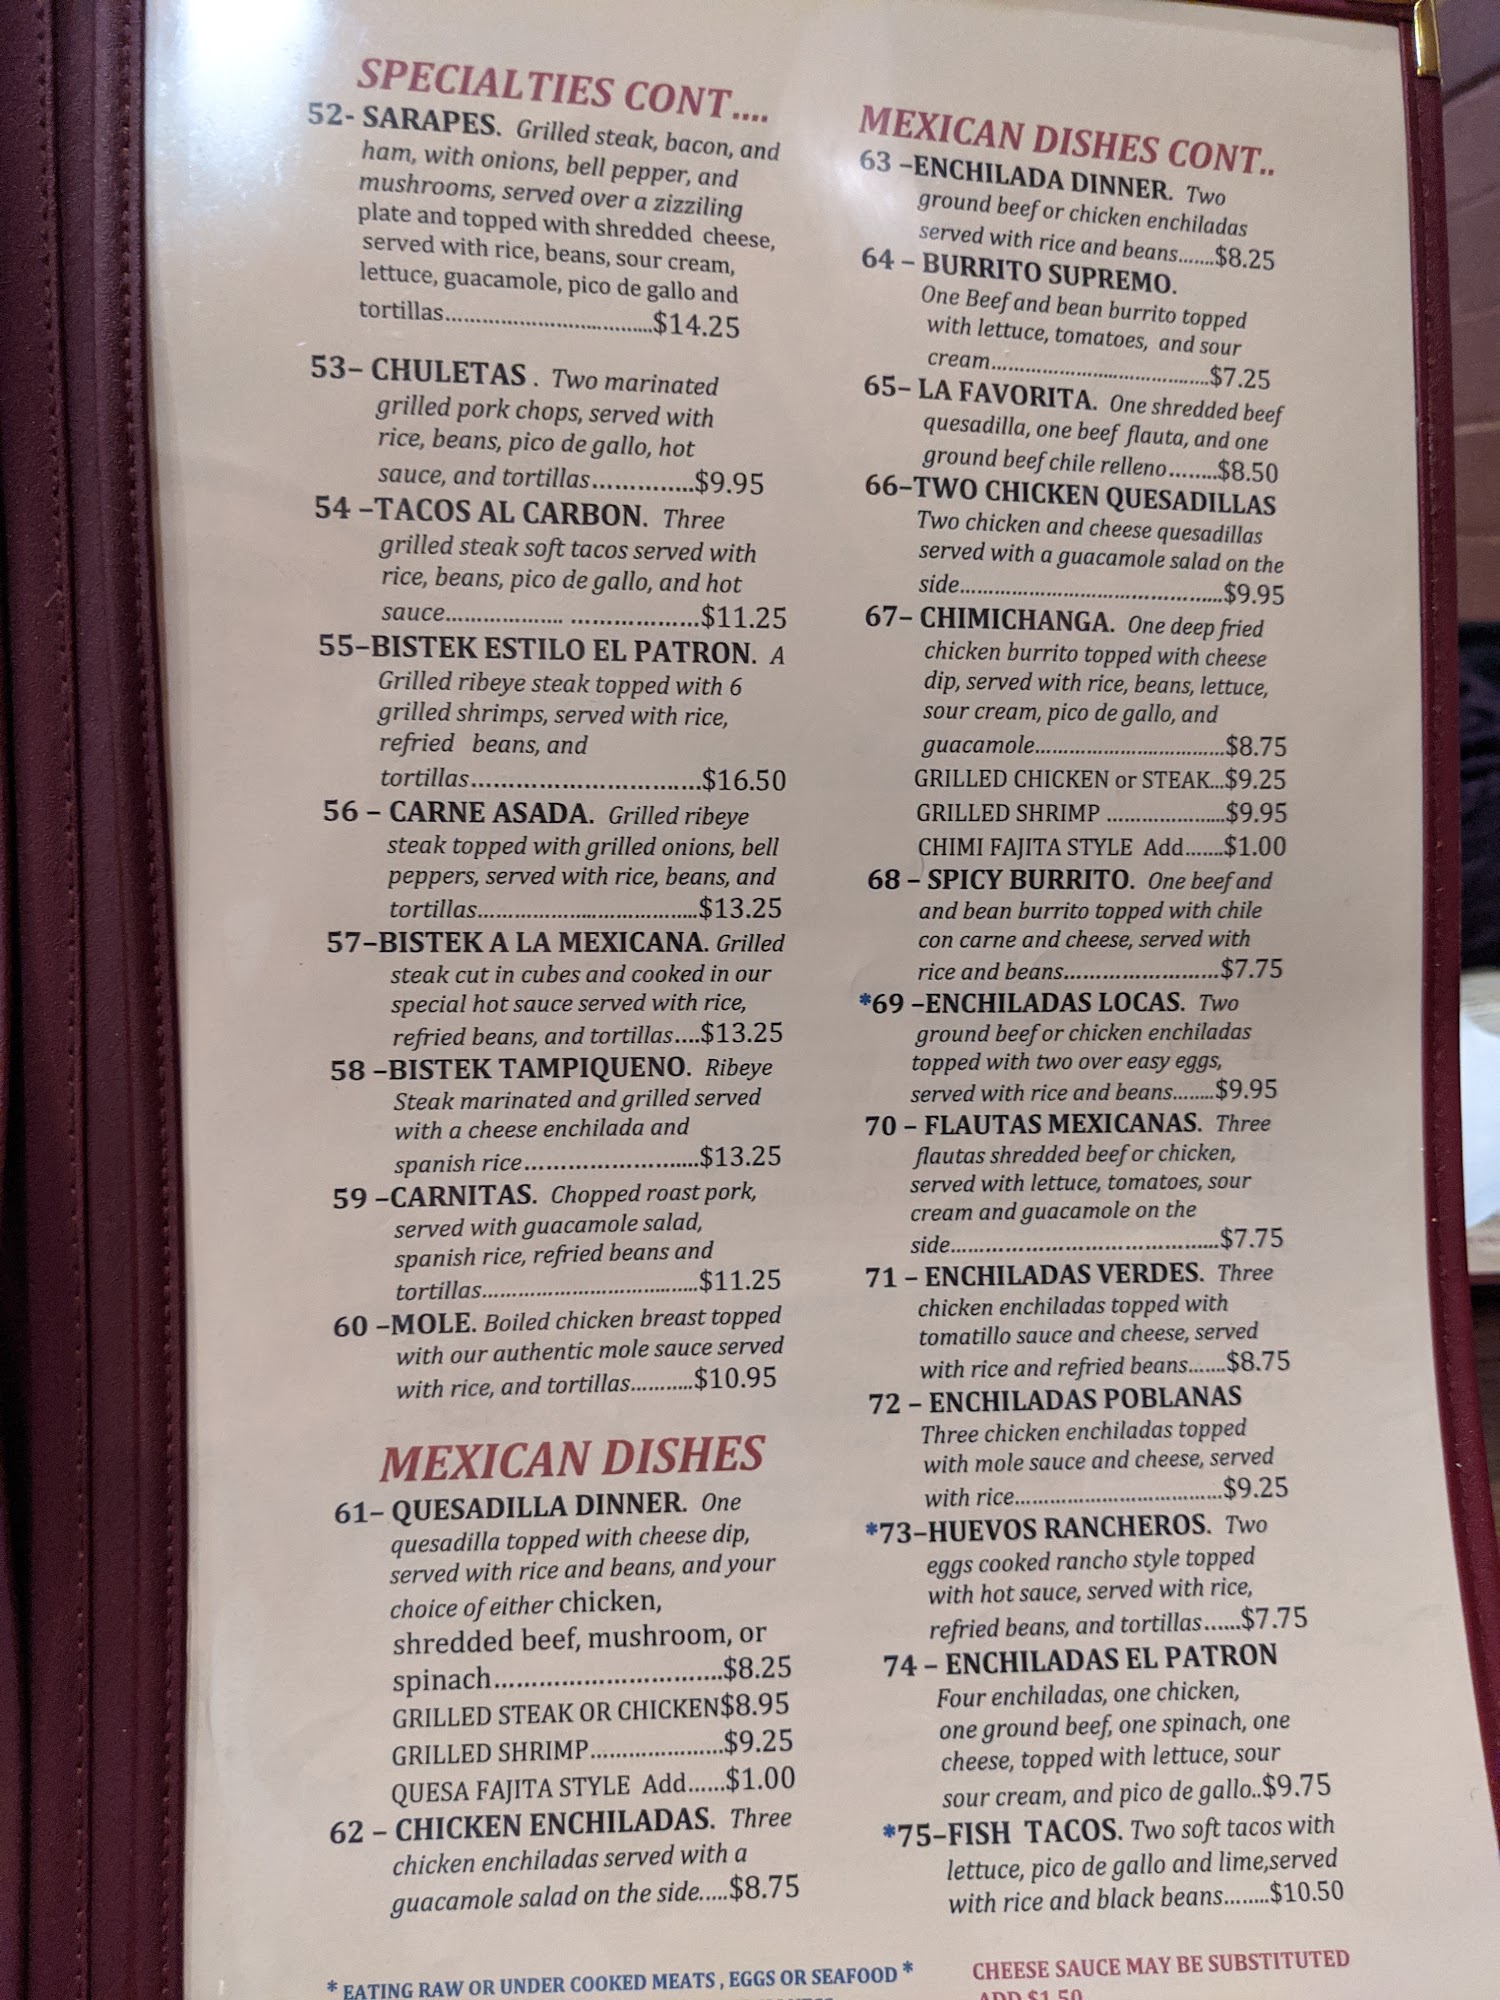 SPECIALTIES CONT....
52- SARAPES. Grilled steak, bacon, and
ham, with onions, bell pepper, and
mushrooms, served over a zizziling
plate and topped with shredded cheese,
served with rice, beans, sour cream,
lettuce, guacamole, pico de gallo and
tortillas.....................................$14.25
53– CHULETAS . Two marinated
grilled pork chops, served with
rice, beans, pico de gallo, hot
sauce, and tortillas...............$9.95
54 –TACOS AL CARBON. Three
grilled steak soft tacos served with
rice, beans, pico de gallo, and hot
sauce.................... ....................$11.25
55–BISTEK ESTILO EL PATRON. A
Grilled ribeye steak topped with 6
grilled shrimps, served with rice,
refried beans, and
tortillas.................................$16.50
56 – CARNE ASADA. Grilled ribeye
steak topped with grilled onions, bell
peppers, served with rice, beans, and
tortillas......................................$13.25
57–BISTEK A LA MEXICANA. Grilled
steak cut in cubes and cooked in our
special hot sauce served with rice,
refried beans, and tortillas....$13.25
58 –BISTEK TAMPIQUENO. Ribeye
Steak marinated and grilled served
with a cheese enchilada and
spanish rice..........................$13.25
59 –CARNITAS. Chopped roast pork,
served with guacamole salad,
spanish rice, refried beans and
tortillas.....................................$11.25
60 –MOLE. Boiled chicken breast topped
with our authentic mole sauce served
with rice, and tortillas...........$10.95
MEXICAN DISHES
61– QUESADILLA DINNER. One
quesadilla topped with cheese dip,
served with rice and beans, and your
choice of either chicken,
shredded beef, mushroom, or
spinach..............................$8.25
GRILLED STEAK OR CHICKEN$8.95
GRILLED SHRIMP.......................$9.25
QUESA FAJITA STYLE Add......$1.00
62 – CHICKEN ENCHILADAS. Three
chicken enchiladas served with a
guacamole salad on the side.....$8.75
* EATING RAW OR UNDER COOKED MEATS , EGGS OR SEAFOOD *
MEXICAN DISHES CONT..
63 –ENCHILADA DINNER. Two
ground beef or chicken enchiladas
served with rice and beans.......$8.25
64 – BURRITO SUPREMO.
One Beef and bean burrito topped
with lettuce, tomatoes, and sour
cream......................................$7.25
65– LA FAVORITA. One shredded beef
quesadilla, one beef flauta, and one
ground beef chile relleno........$8.50
66–TWO CHICKEN QUESADILLAS
Two chicken and cheese quesadillas
served with a guacamole salad on the
side.............................................$9.95
67– CHIMICHANGA. One deep fried
chicken burrito topped with cheese
dip, served with rice, beans, lettuce,
sour cream, pico de gallo, and
guacamole.................................$8.75
GRILLED CHICKEN or STEAK...$9.25
GRILLED SHRIMP .....................$9.95
CHIMI FAJITA STYLE Add.......$1.00
68 – SPICY BURRITO. One beef and
and bean burrito topped with chile
con carne and cheese, served with
rice and beans..........................$7.75
*69 –ENCHILADAS LOCAS. Two
ground beef or chicken enchiladas
topped with two over easy eggs,
served with rice and beans........$9.95
70 – FLAUTAS MEXICANAS. Three
flautas shredded beef or chicken,
served with lettuce, tomatoes, sour
cream and guacamole on the
side..............................................$7.75
71 – ENCHILADAS VERDES. Three
chicken enchiladas topped with
tomatillo sauce and cheese, served
with rice and refried beans.......$8.75
72 – ENCHILADAS POBLANAS
Three chicken enchiladas topped
with mole sauce and cheese, served
with rice....................................$9.25
*73–HUEVOS RANCHEROS. Two
eggs cooked rancho style topped
with hot sauce, served with rice,
refried beans, and tortillas......$7.75
74 – ENCHILADAS EL PATRON
Four enchiladas, one chicken,
one ground beef, one spinach, one
cheese, topped with lettuce, sour
sour cream, and pico de gallo..$9.75
*75–FISH TACOS. Two soft tacos with
lettuce, pico de gallo and lime,served
with rice and black beans........$10.50
CHEESE SAUCE MAY BE SUBSTITUTED
ADD $1.50